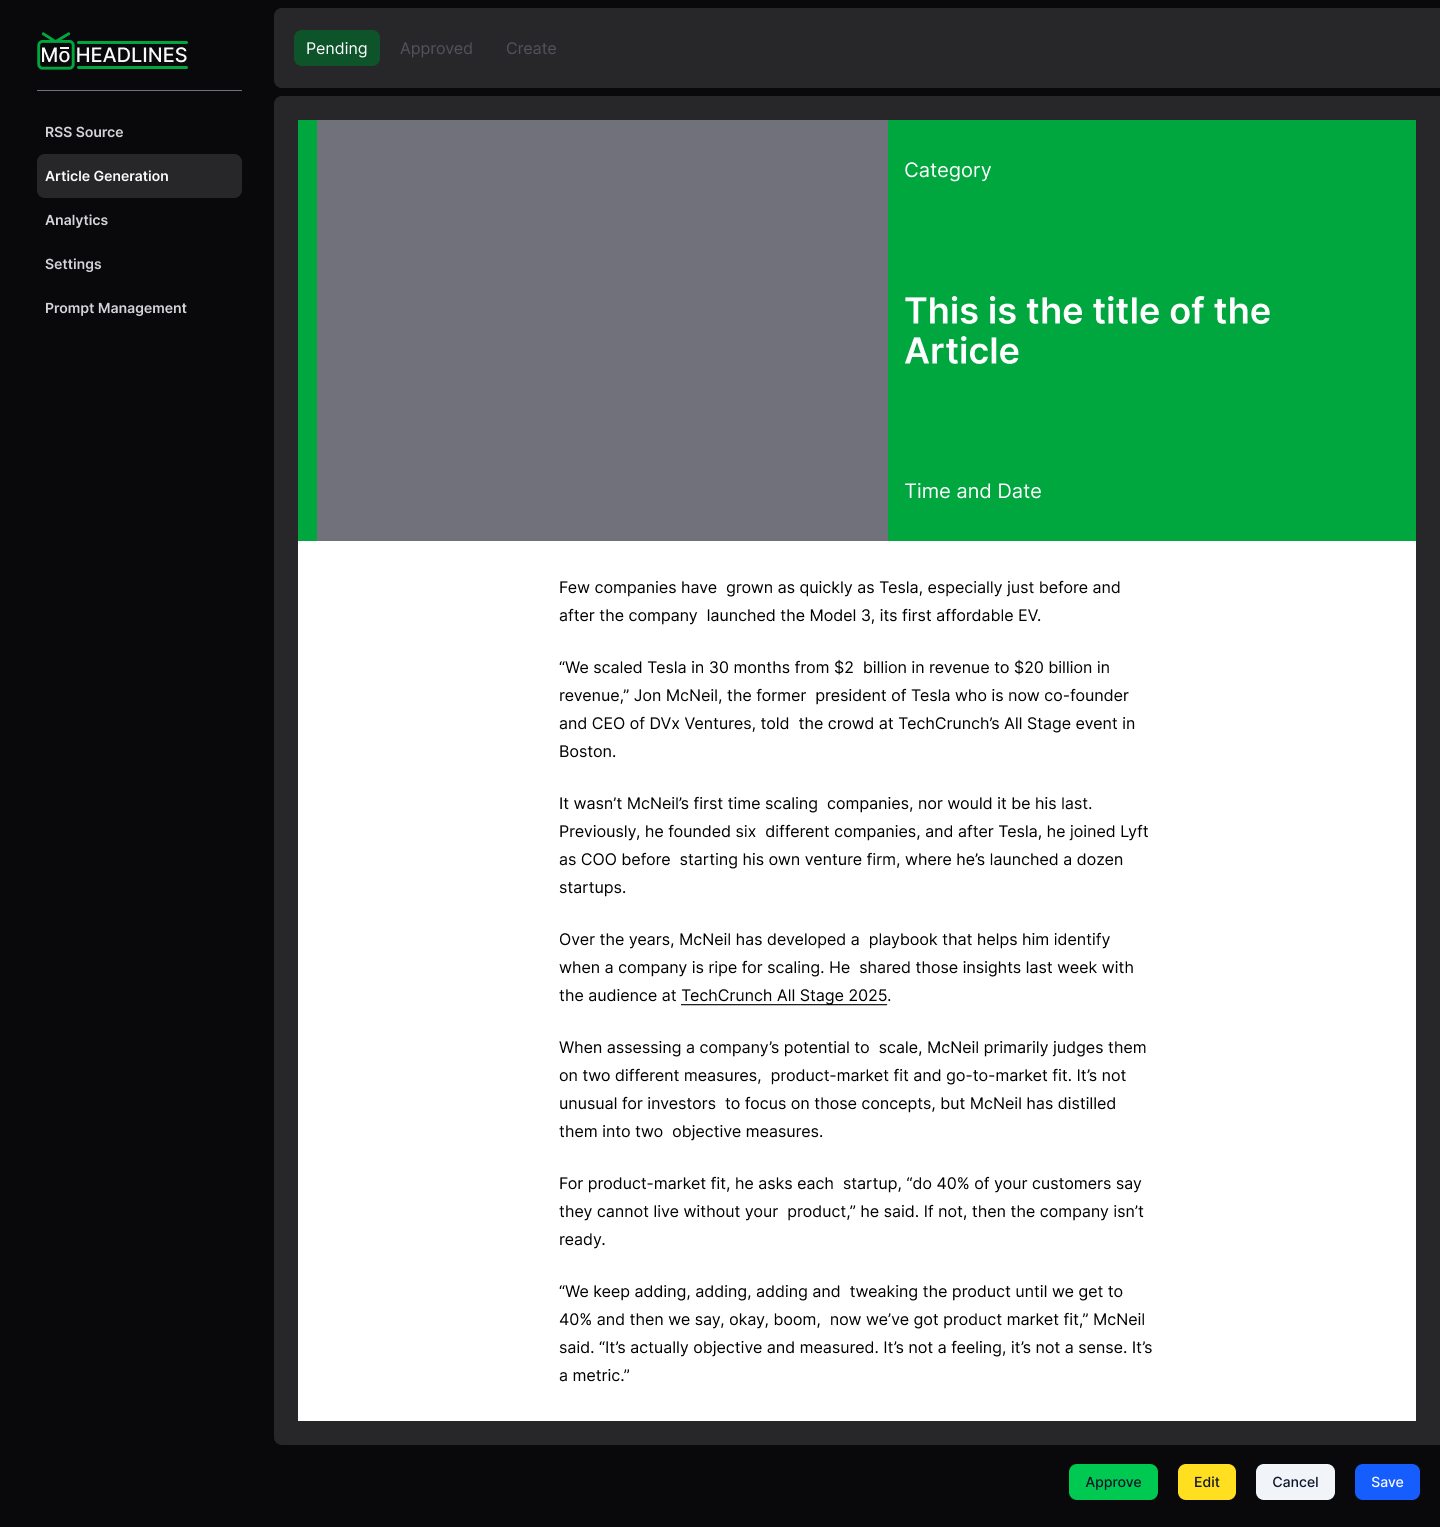 Mō HEADLINES
RSS Source
Article Generation
Analytics
Settings
Prompt Management
Pending Approved Create
Category
This is the title of the
Article
Time and Date
Few companies have  grown as quickly as Tesla, especially just before and
after the company  launched the Model 3, its first affordable EV.
“We scaled Tesla in 30 months from $2  billion in revenue to $20 billion in
revenue,” Jon McNeil, the former  president of Tesla who is now co-founder
and CEO of DVx Ventures, told  the crowd at TechCrunch’s All Stage event in
Boston.
It wasn’t McNeil’s first time scaling  companies, nor would it be his last.
Previously, he founded six  different companies, and after Tesla, he joined Lyft
as COO before  starting his own venture firm, where he’s launched a dozen
startups.
Over the years, McNeil has developed a  playbook that helps him identify
when a company is ripe for scaling. He  shared those insights last week with
the audience at TechCrunch All Stage 2025.
When assessing a company’s potential to  scale, McNeil primarily judges them
on two different measures,  product-market fit and go-to-market fit. It’s not
unusual for investors  to focus on those concepts, but McNeil has distilled
them into two  objective measures.
For product-market fit, he asks each  startup, “do 40% of your customers say
they cannot live without your  product,” he said. If not, then the company isn’t
ready.
“We keep adding, adding, adding and  tweaking the product until we get to
40% and then we say, okay, boom,  now we’ve got product market fit,” McNeil
said. “It’s actually objective and measured. It’s not a feeling, it’s not a sense. It’s
a metric.”
Approve Edit Cancel Save